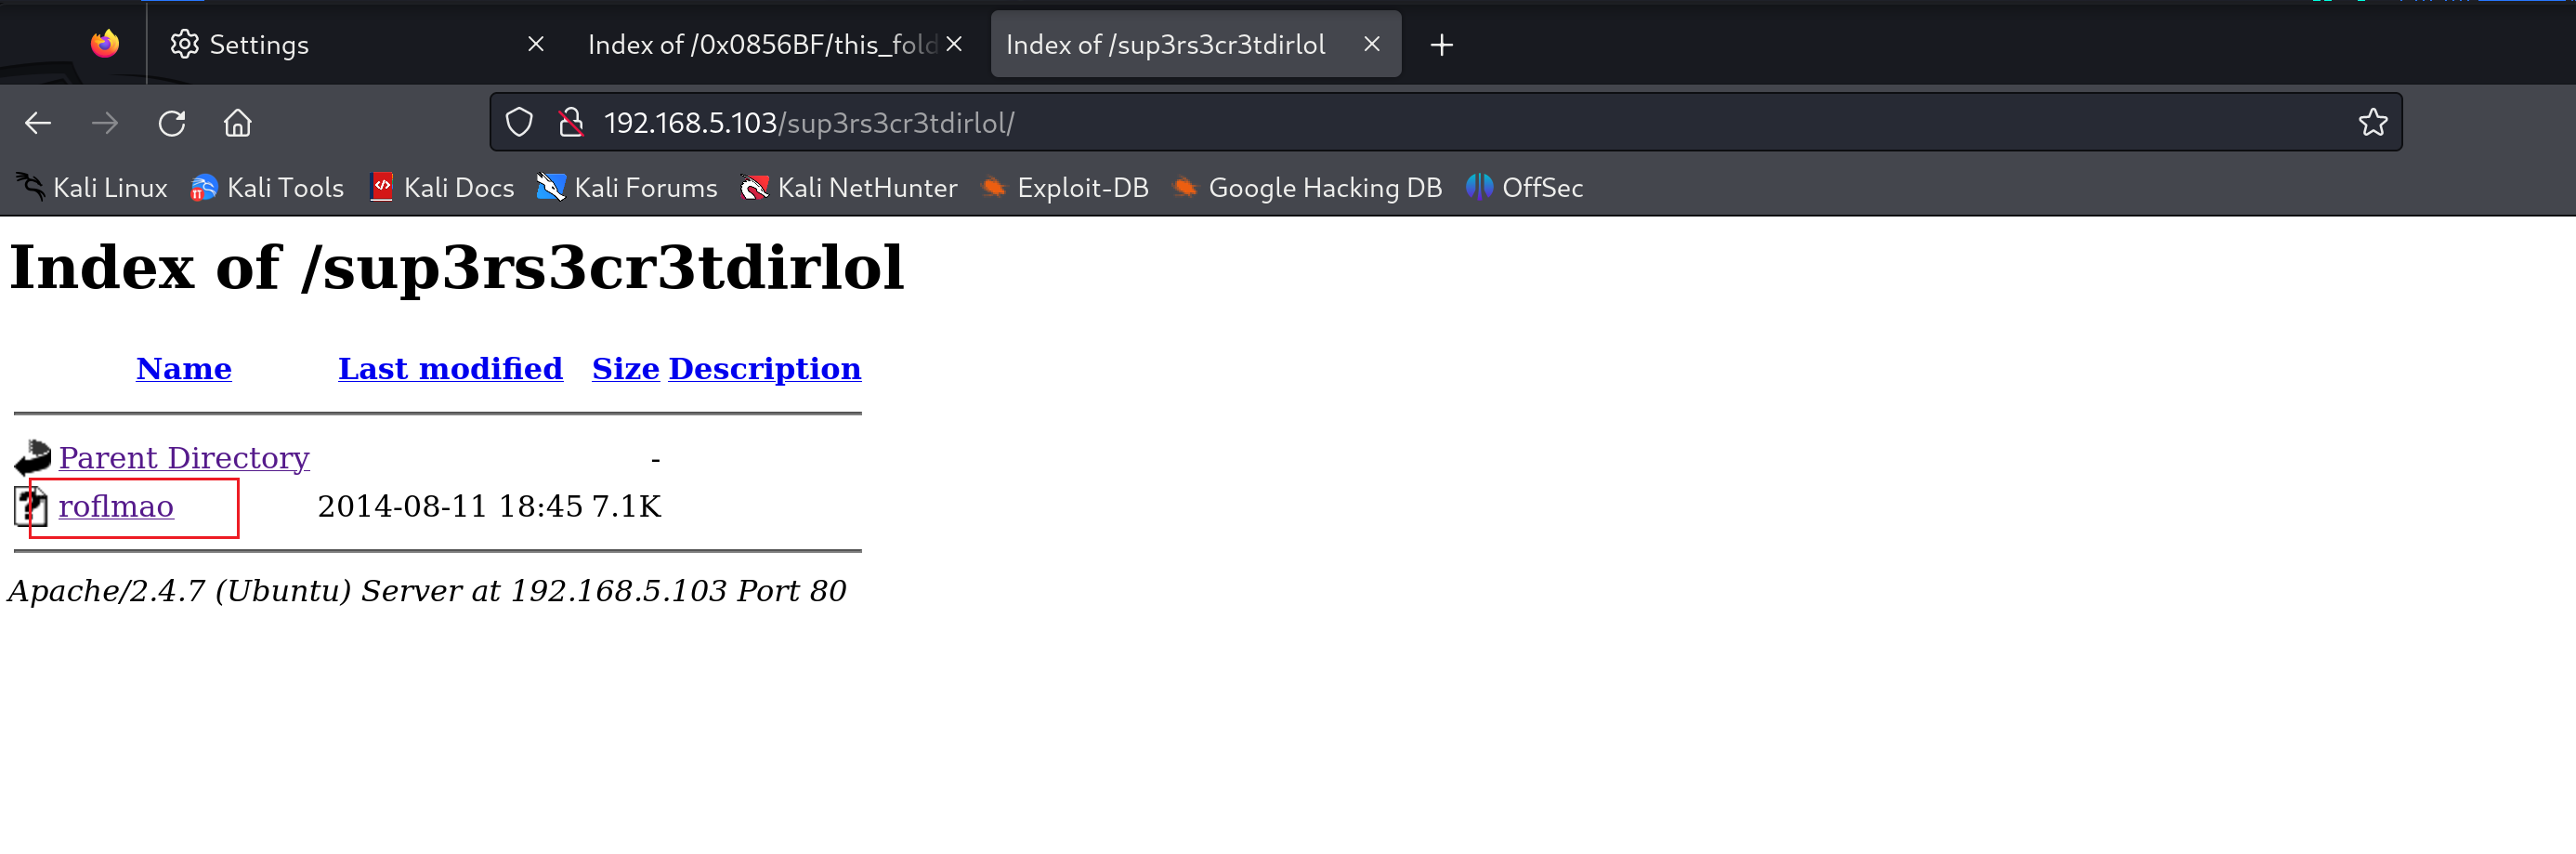 Settings
Index of /0x0856BF/this_fold
Index of /sup3rs3cr3tdirlol
192.168.5.103/sup3rs3cr3tdirlol/
Kali Linux Kali Tools Kali Docs Kali Forums Kali NetHunter Exploit-DB Google Hacking DB OffSec
Index of /sup3rs3cr3tdirlol
Name Last modified Size Description
Parent Directory -
roflmao 2014-08-11 18:45 7.1K
Apache/2.4.7 (Ubuntu) Server at 192.168.5.103 Port 80